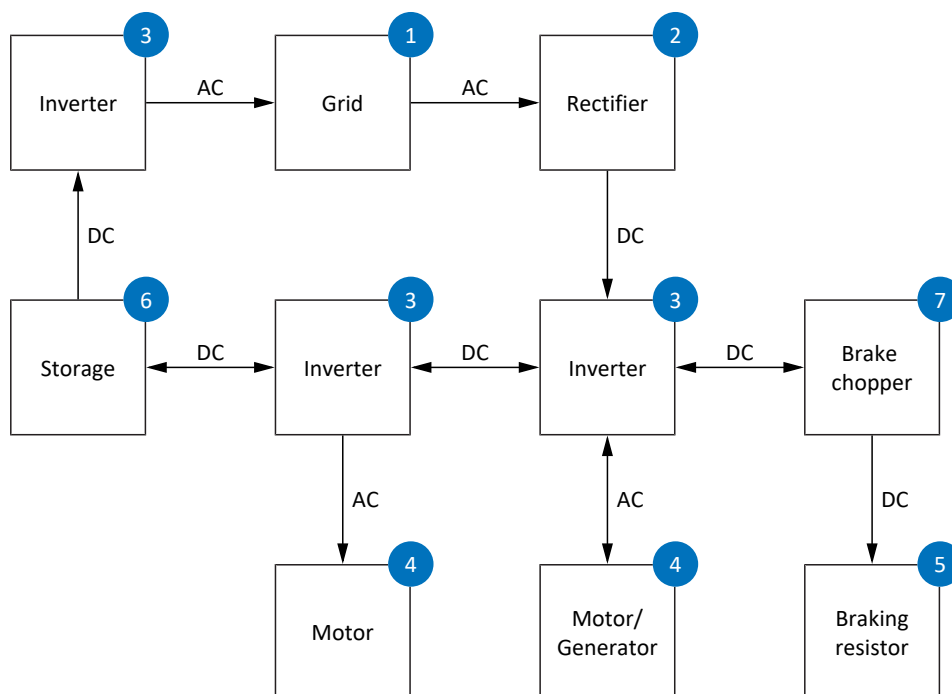 3
1
2
Inverter
AC
Grid
AC
Rectifier
DC
DC
6
3
3
7
Storage
DC
Inverter
DC
Inverter
DC
Brake
chopper
AC
AC
DC
4
4
5
Motor
Motor/
Generator
Braking
resistor